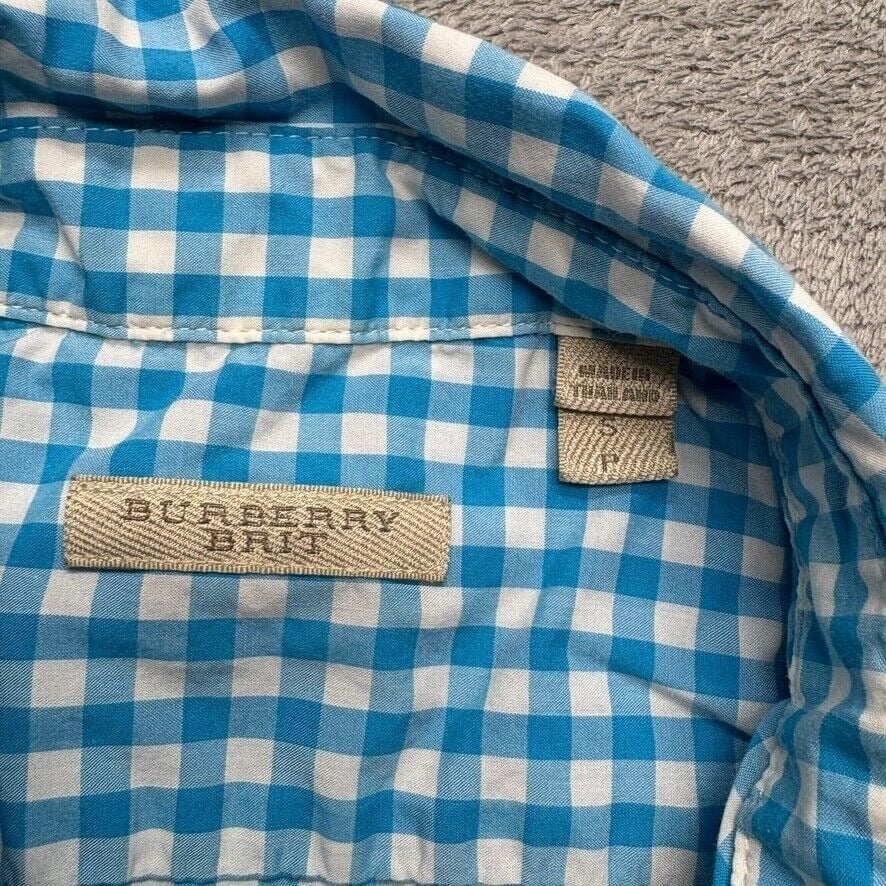 BURBERRY
BRIT
MADE IN
THAILAND
S
P